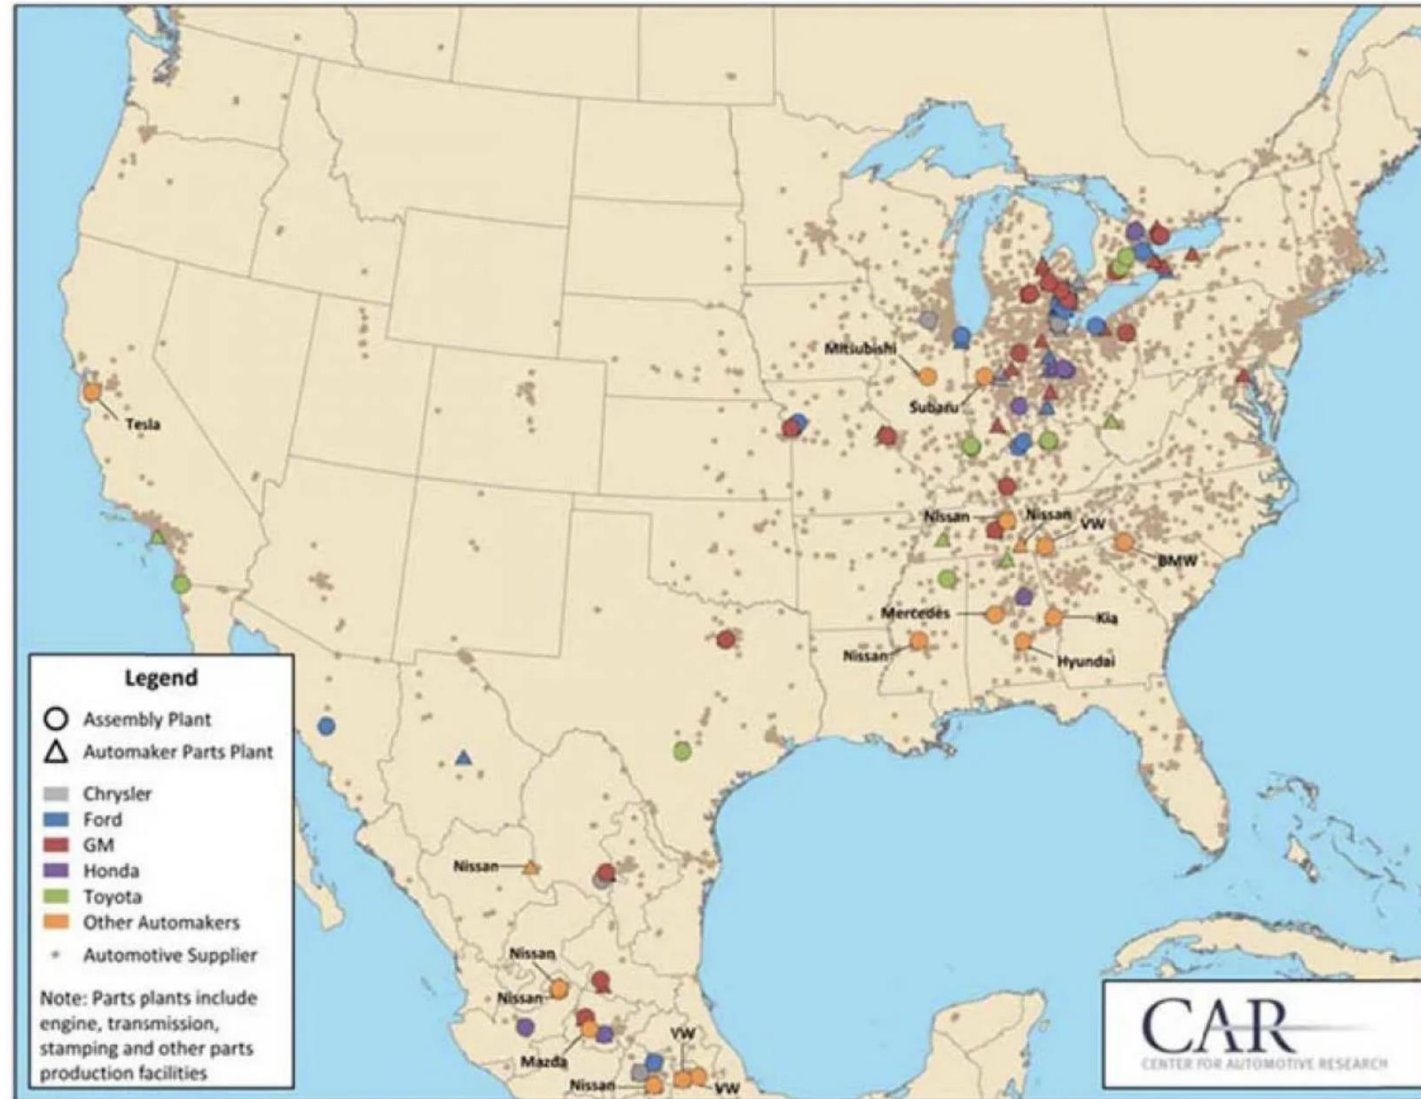 Mitsubishi
Subaru
Tesla
Nissan
Nissan
VW
BMW
Mercedes
Kia
Nissan
Hyundai
Legend
Assembly Plant
Automaker Parts Plant
Chrysler
Ford
GM
Honda
Toyota
Other Automakers
Automotive Supplier
Note: Parts plants include
engine, transmission,
stamping and other parts
production facilities
Nissan
Nissan
Nissan
Mazda
VW
Nissan
VW
CAR
CENTER FOR AUTOMOTIVE RESEARCH